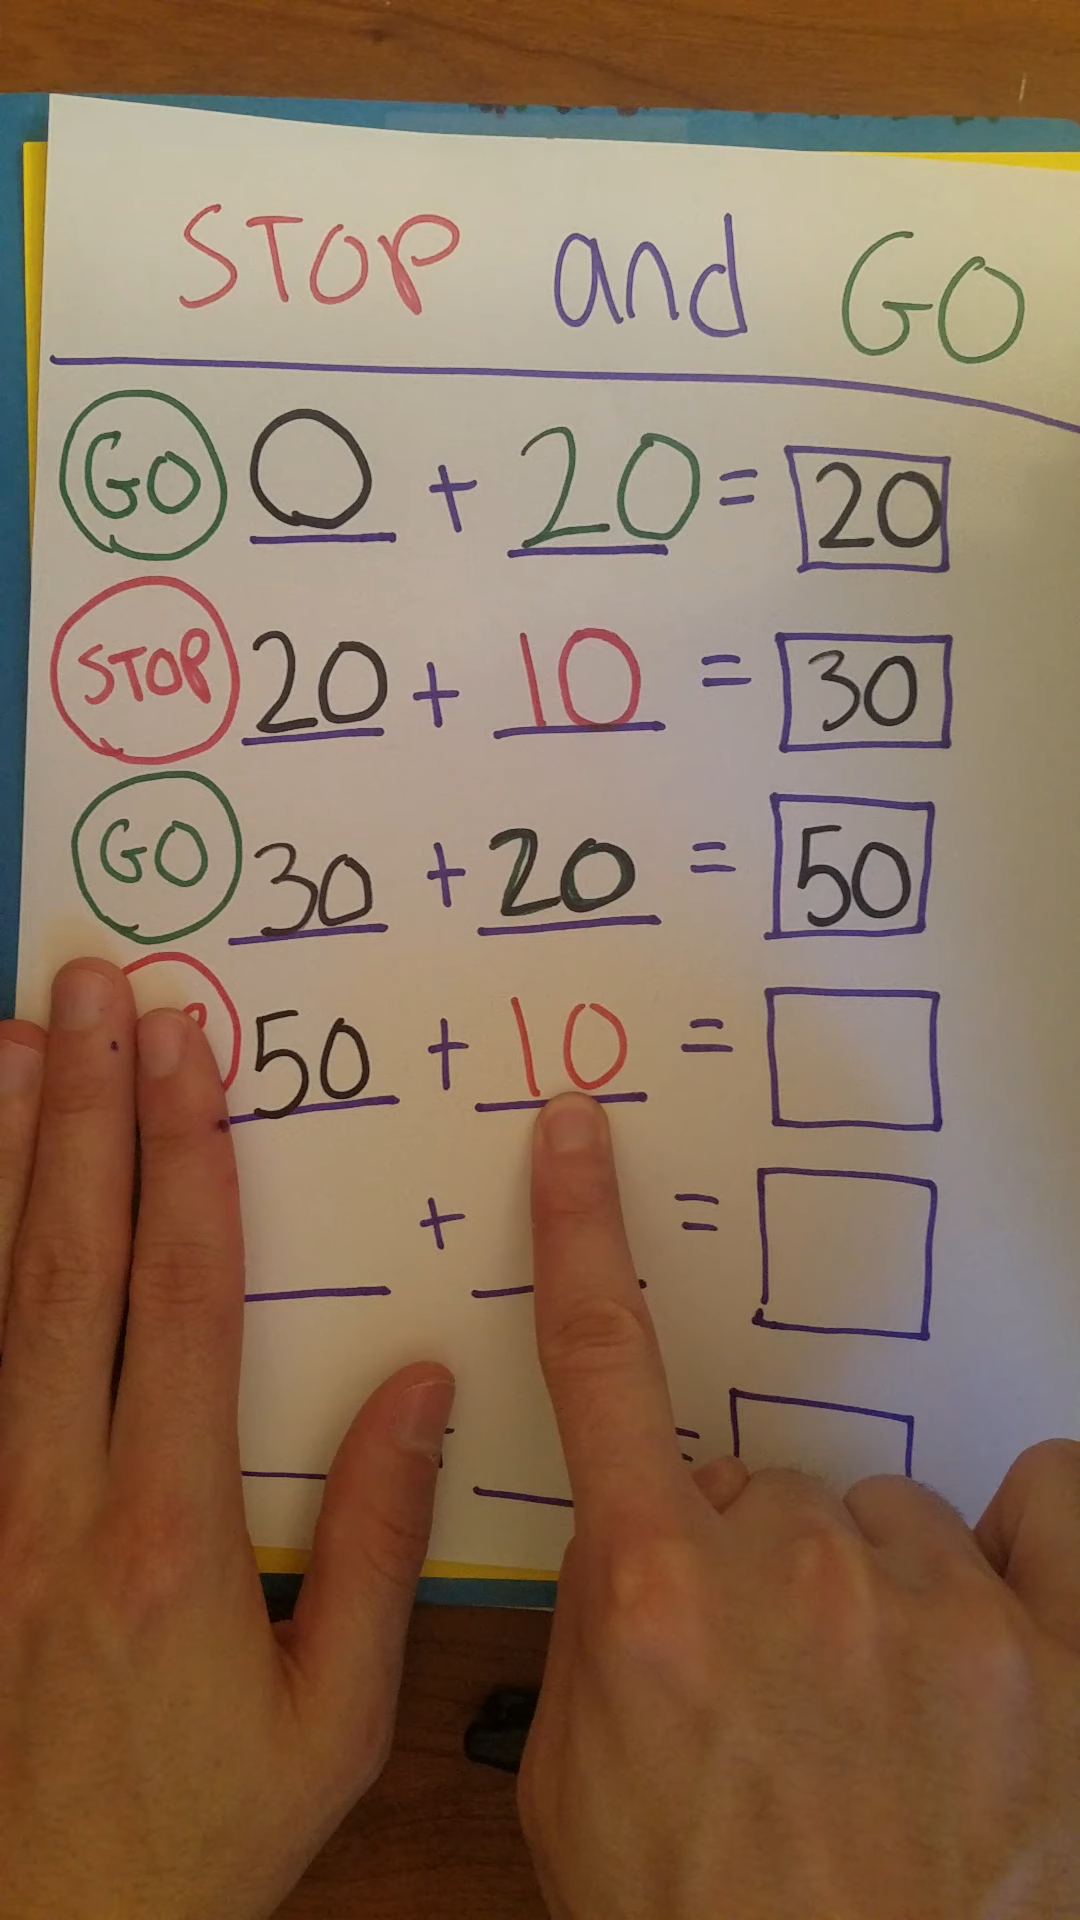 STOP and GO
GO 0 + 20 = 20
STOP 20 + 10 = 30
GO 30 + 20 = 50
50 + 10 =
+ =
=